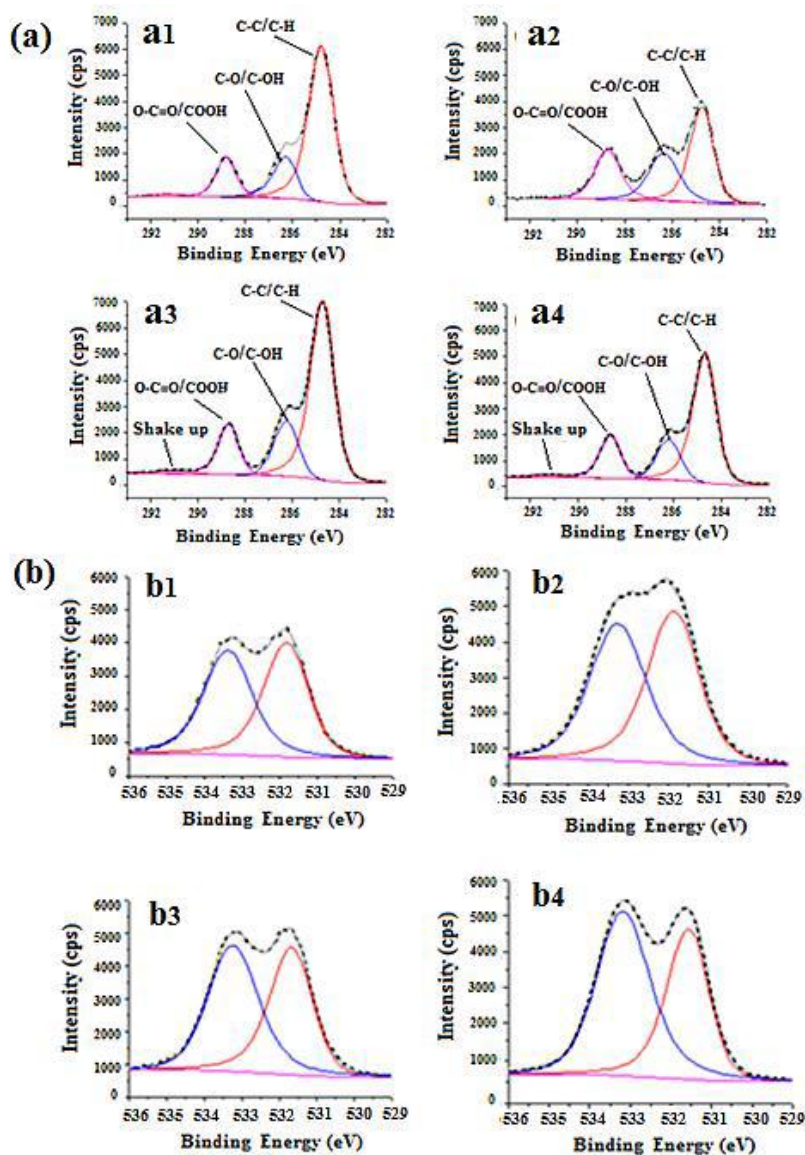 (a)
a1
C-C/C-H
C-O/C-OH
O-C=O/COOH
Intensity (cps)
7000
6000
5000
4000
3000
2000
1000
0
292 290 288 286 284 282
Binding Energy (eV)
a2
C-C/C-H
C-O/C-OH
O-C=O/COOH
Intensity (cps)
7000
6000
5000
4000
3000
2000
1000
0
292 290 288 286 284 282
Binding Energy (eV)
a3
C-C/C-H
C-O/C-OH
O-C=O/COOH
Shake up
Intensity (cps)
7000
6000
5000
4000
3000
2000
1000
0
292 290 288 286 284 282
Binding Energy (eV)
a4
C-C/C-H
C-O/C-OH
O-C=O/COOH
Shake up
Intensity (cps)
7000
6000
5000
4000
3000
2000
1000
0
292 290 288 286 284 282
Binding Energy (eV)
(b)
b1
Intensity (cps)
6000
5000
4000
3000
2000
1000
0
536 535 534 533 532 531 530 529
Binding Energy (eV)
b2
Intensity (cps)
6000
5000
4000
3000
2000
1000
0
536 535 534 533 532 531 530 529
Binding Energy (eV)
b3
Intensity (cps)
6000
5000
4000
3000
2000
1000
0
536 535 534 533 532 531 530 529
Binding Energy (eV)
b4
Intensity (cps)
6000
5000
4000
3000
2000
1000
0
536 535 534 533 532 531 530 529
Binding Energy (eV)